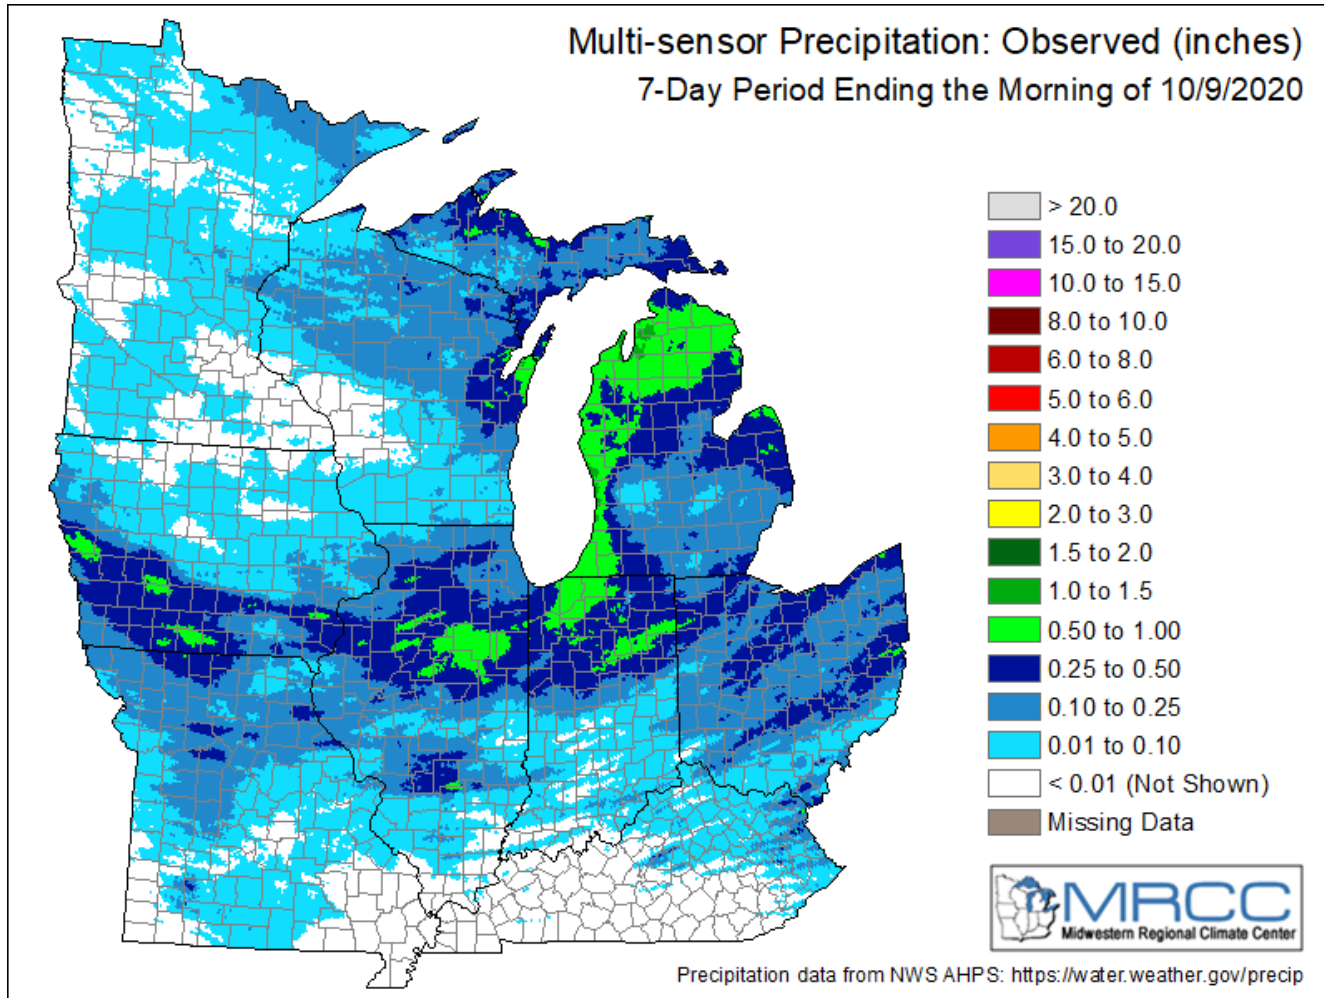 Multi-sensor Precipitation: Observed (inches)
7-Day Period Ending the Morning of 10/9/2020
> 20.0
15.0 to 20.0
10.0 to 15.0
8.0 to 10.0
6.0 to 8.0
5.0 to 6.0
4.0 to 5.0
3.0 to 4.0
2.0 to 3.0
1.5 to 2.0
1.0 to 1.5
0.50 to 1.00
0.25 to 0.50
0.10 to 0.25
0.01 to 0.10
< 0.01 (Not Shown)
Missing Data
MRCC
Midwestern Regional Climate Center
Precipitation data from NWS AHPS: https://water.weather.gov/precip